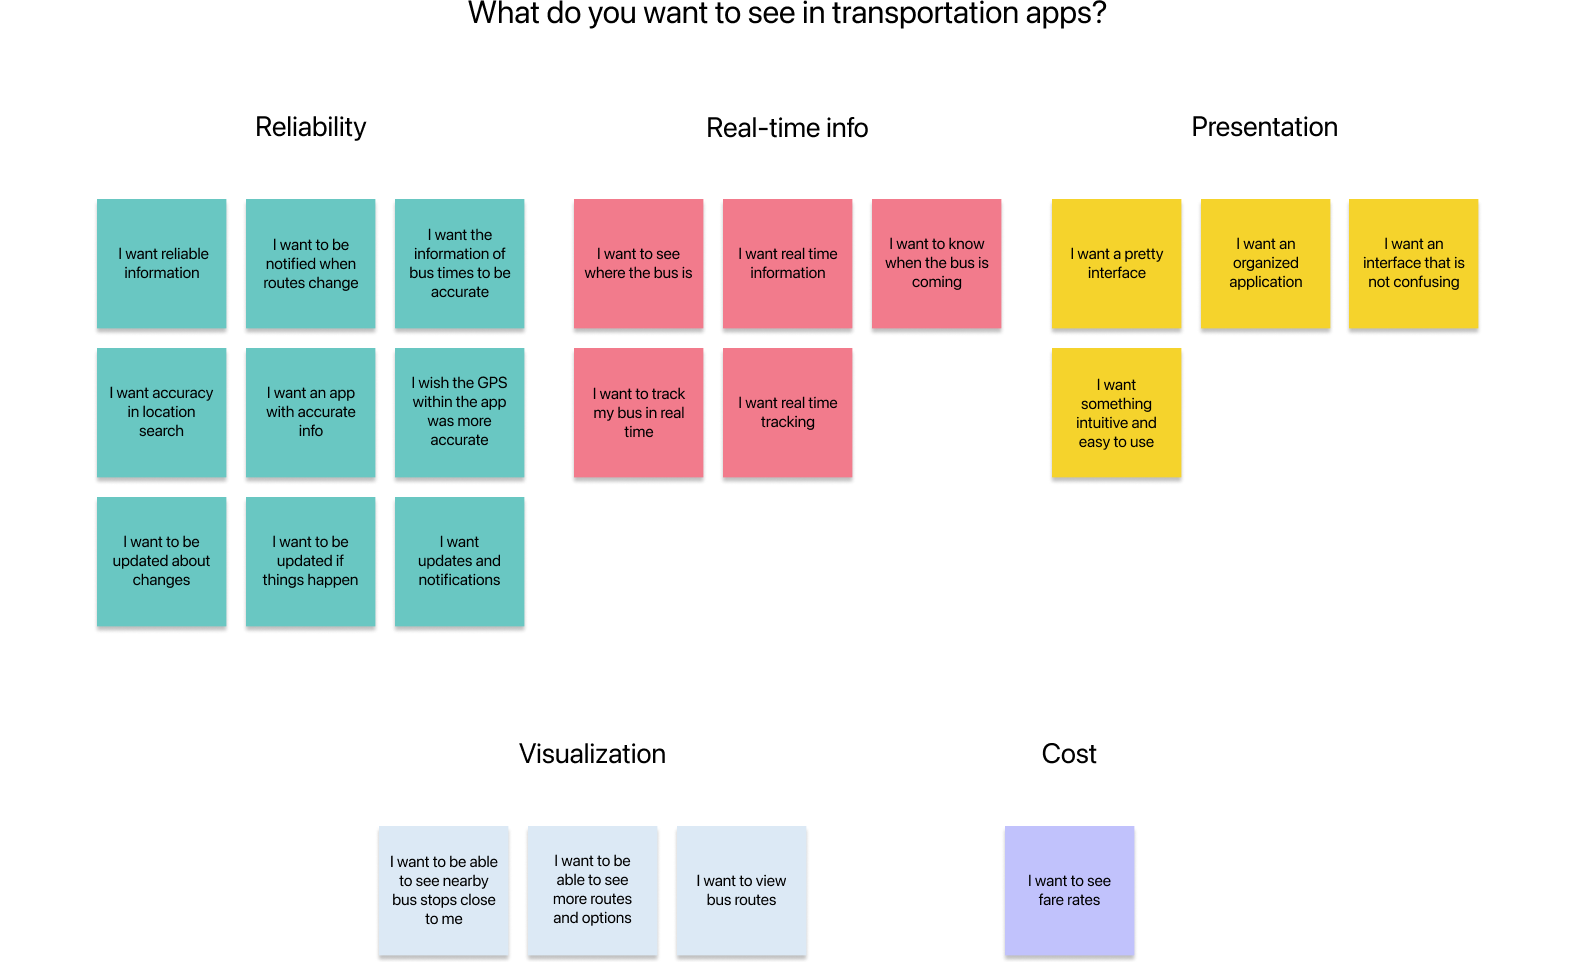 What do you want to see in transportation apps?
Reliability
I want reliable
information
I want to be
notified when
routes change
I want the
information of
bus times to be
accurate
I want accuracy
in location
search
I want an app
with accurate
info
I wish the GPS
within the app
was more
accurate
I want to be
updated about
changes
I want to be
updated if
things happen
I want
updates and
notifications
Real-time info
I want to see
where the bus is
I want real time
information
I want to know
when the bus is
coming
I want to track
my bus in real
time
I want real time
tracking
Presentation
I want a pretty
interface
I want an
organized
application
I want an
interface that is
not confusing
I want
something
intuitive and
easy to use
Visualization
I want to be able
to see nearby
bus stops close
to me
I want to be
able to see
more routes
and options
I want to view
bus routes
Cost
I want to see
fare rates